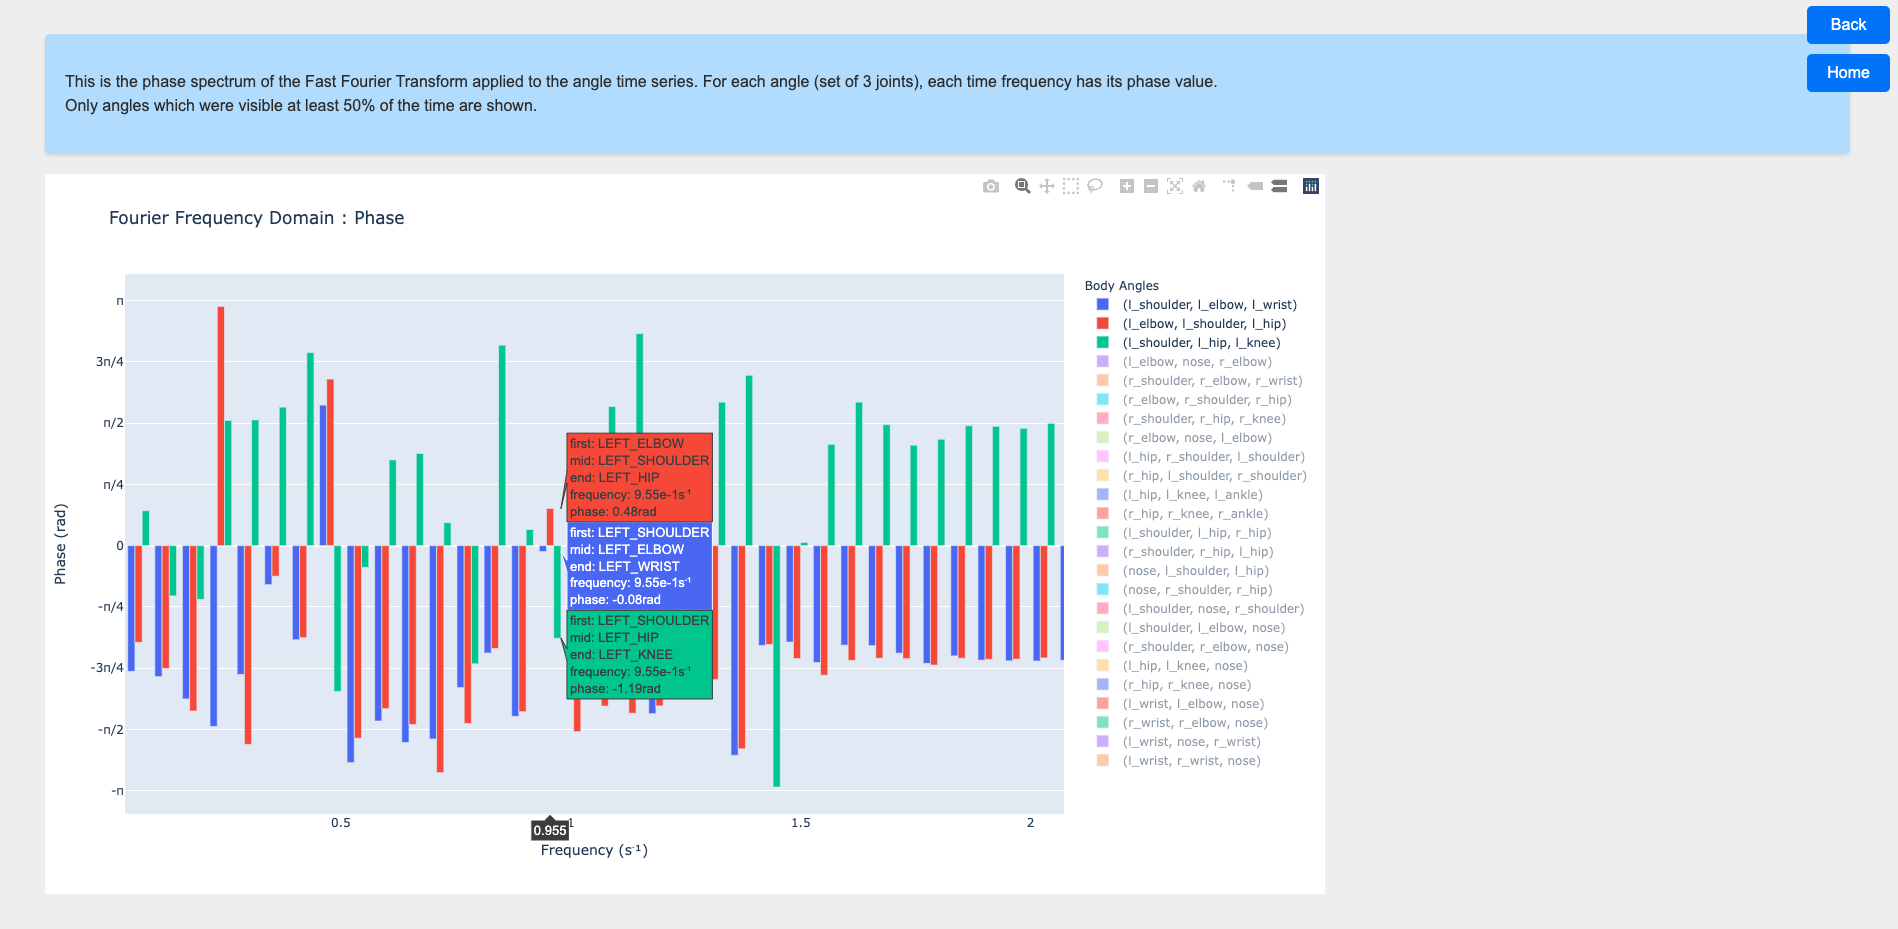 Back
Home
This is the phase spectrum of the Fast Fourier Transform applied to the angle time series. For each angle (set of 3 joints), each time frequency has its phase value.
Only angles which were visible at least 50% of the time are shown.
Fourier Frequency Domain : Phase
Phase (rad)
π
3π/4
π/2
π/4
0
-π/4
-3π/4
-π/2
-π
first: LEFT_ELBOW
mid: LEFT_SHOULDER
end: LEFT_HIP
frequency: 9.55e-1s⁻¹
phase: 0.48rad
first: LEFT_SHOULDER
mid: LEFT_ELBOW
end: LEFT_WRIST
frequency: 9.55e-1s⁻¹
phase: -0.08rad
first: LEFT_SHOULDER
mid: LEFT_HIP
end: LEFT_KNEE
frequency: 9.55e-1s⁻¹
phase: -1.19rad
0.5
0.955
1
1.5
2
Frequency (s⁻¹)
Body Angles
(l_shoulder, l_elbow, l_wrist)
(l_elbow, l_shoulder, l_hip)
(l_shoulder, l_hip, l_knee)
(l_elbow, nose, r_elbow)
(r_shoulder, r_elbow, r_wrist)
(r_elbow, r_shoulder, r_hip)
(r_shoulder, r_hip, r_knee)
(r_elbow, nose, l_elbow)
(l_hip, r_shoulder, l_shoulder)
(r_hip, l_shoulder, r_shoulder)
(l_hip, l_knee, l_ankle)
(r_hip, r_knee, r_ankle)
(l_shoulder, l_hip, r_hip)
(r_shoulder, r_hip, l_hip)
(nose, l_shoulder, l_hip)
(nose, r_shoulder, r_hip)
(l_shoulder, nose, r_shoulder)
(l_shoulder, l_elbow, nose)
(r_shoulder, r_elbow, nose)
(l_hip, l_knee, nose)
(r_hip, r_knee, nose)
(l_wrist, l_elbow, nose)
(r_wrist, r_elbow, nose)
(l_wrist, nose, r_wrist)
(l_wrist, r_wrist, nose)